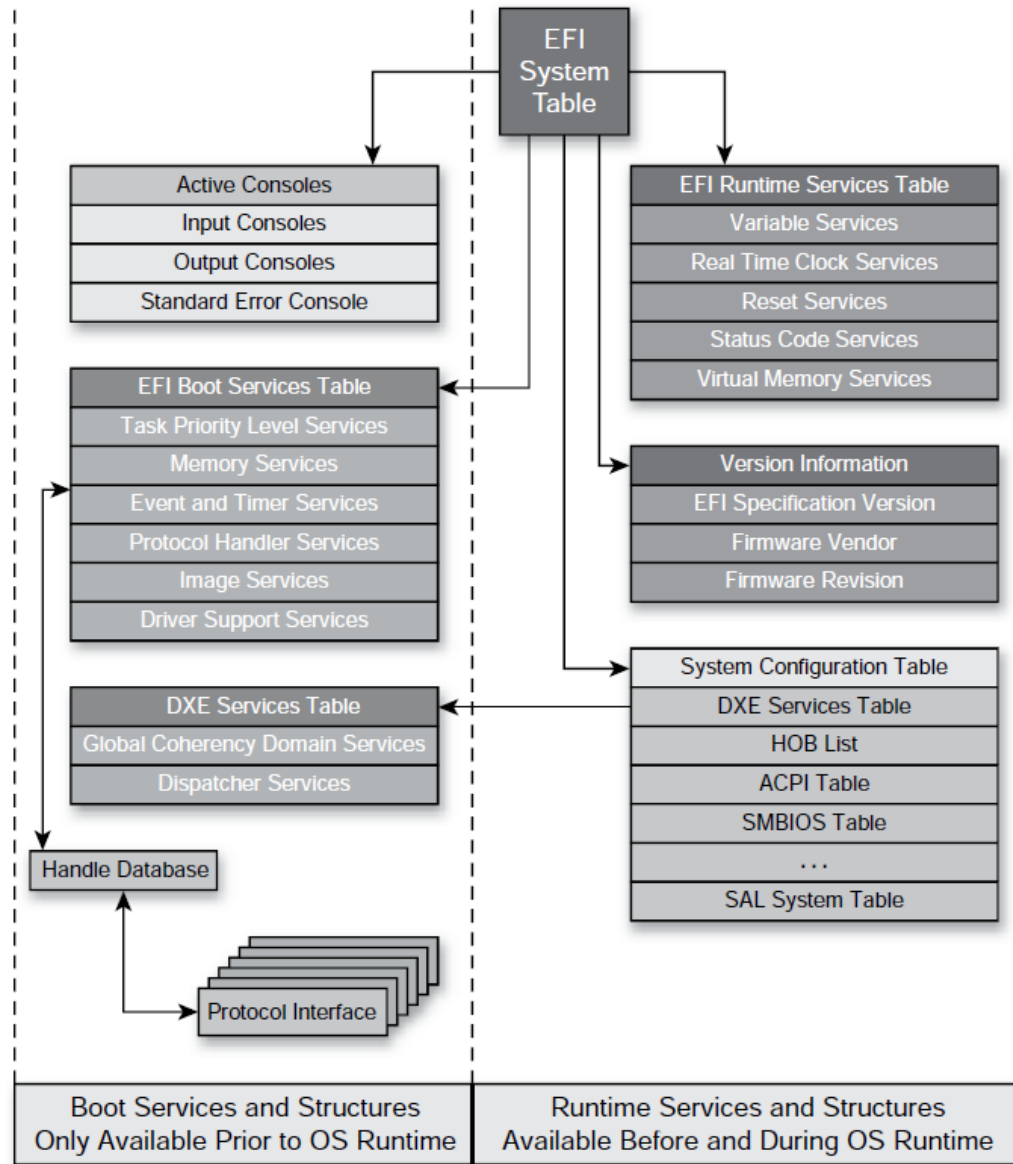 EFI
System
Table
Active Consoles
Input Consoles
Output Consoles
Standard Error Console
EFI Boot Services Table
Task Priority Level Services
Memory Services
Event and Timer Services
Protocol Handler Services
Image Services
Driver Support Services
DXE Services Table
Global Coherency Domain Services
Dispatcher Services
Handle Database
Protocol Interface
EFI Runtime Services Table
Variable Services
Real Time Clock Services
Reset Services
Status Code Services
Virtual Memory Services
Version Information
EFI Specification Version
Firmware Vendor
Firmware Revision
System Configuration Table
DXE Services Table
HOB List
ACPI Table
SMBIOS Table
. . .
SAL System Table
Boot Services and Structures
Only Available Prior to OS Runtime
Runtime Services and Structures
Available Before and During OS Runtime